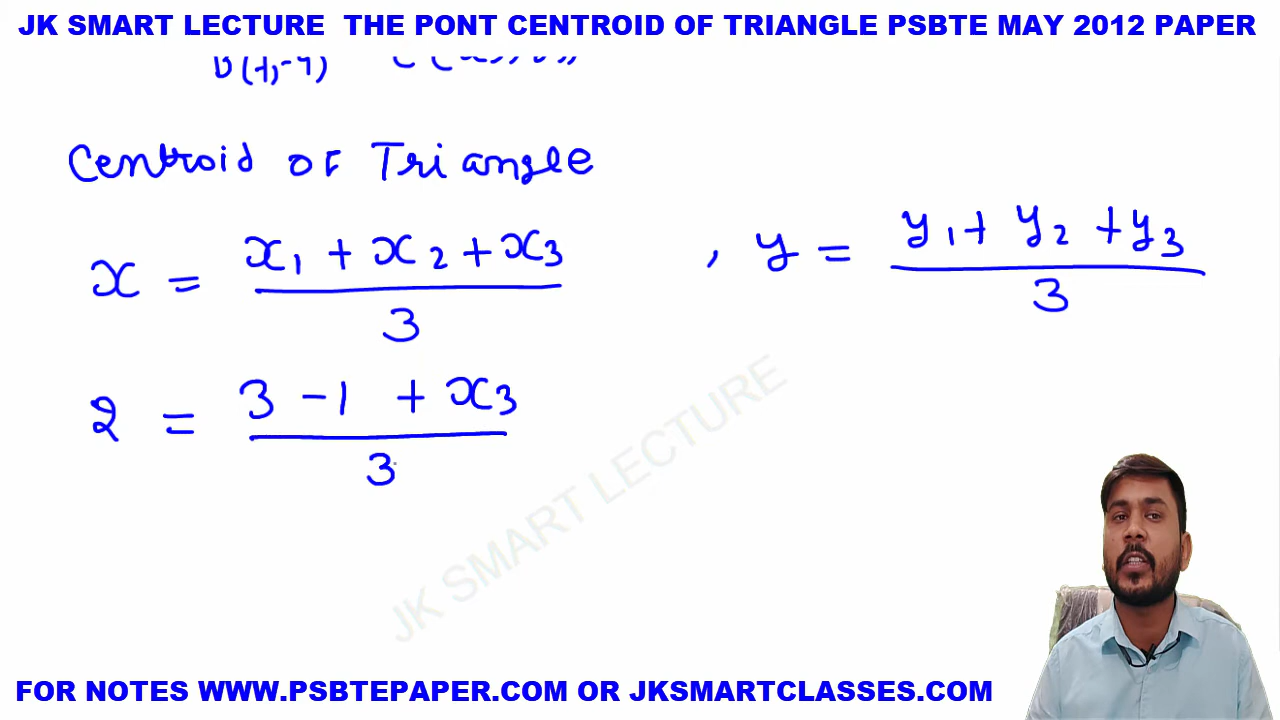 JK SMART LECTURE THE PONT CENTROID OF TRIANGLE PSBTE MAY 2012 PAPER
Centroid of Triangle
x = (x1 + x2 + x3) / 3 , y = (y1 + y2 + y3) / 3
2 = (3 - 1 + x3) / 3
JK SMART LECTURE
FOR NOTES WWW.PSBTEPAPER.COM OR JKSMARTCLASSES.COM